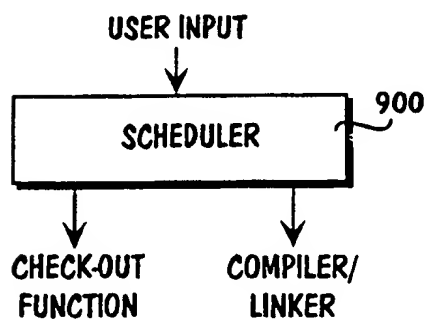 USER INPUT
900
SCHEDULER
CHECK-OUT
FUNCTION
COMPILER/
LINKER